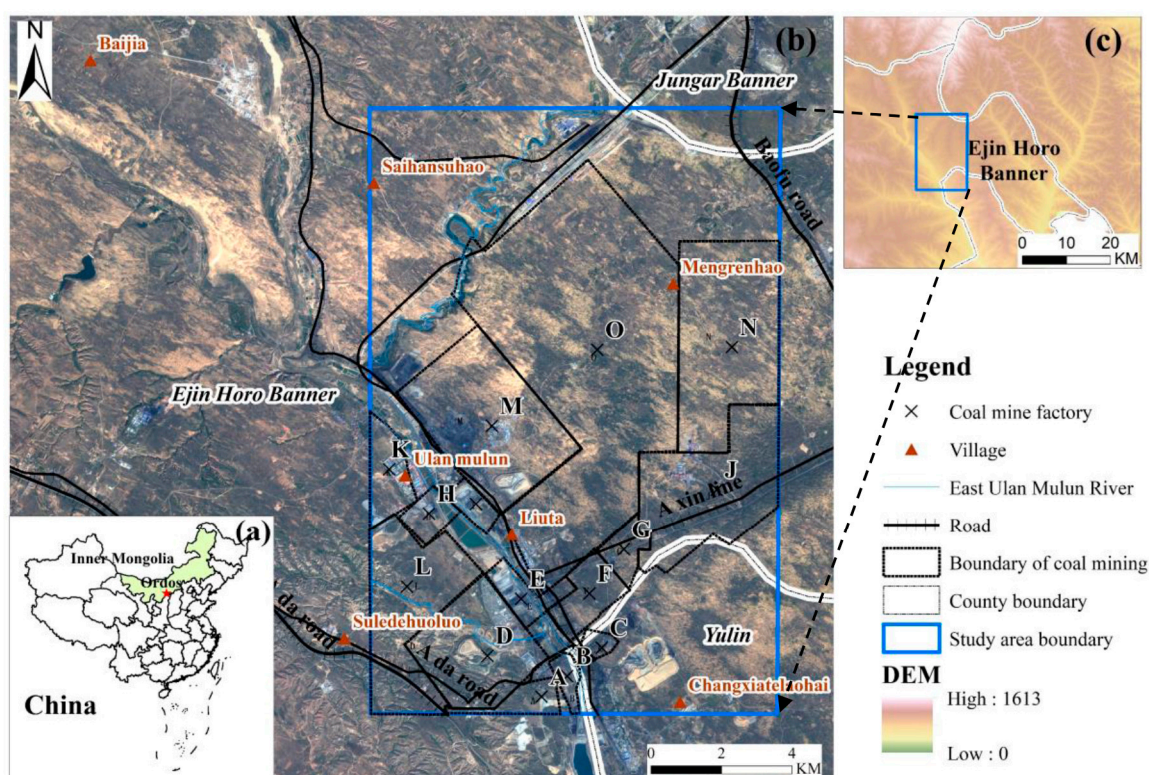 N
Baijia
(b)
Jungar Banner
Saihansuhao
Baofu road
Mengrenhao
O
N
N
Ejin Horo Banner
M
N
K
Ulan mulun
H
J
A xin line
Liuta
G
E
F
L
Suledehuoluo
D
C
B
Yulin
da road
A da road
A
Changxiateluohai
0 2 4
KM
(a)
Inner Mongolia
Ordos
China
(c)
Ejin Horo
Banner
0 10 20
KM
Legend
Coal mine factory
Village
East Ulan Mulun River
Road
Boundary of coal mining
County boundary
Study area boundary
DEM
High : 1613
Low : 0